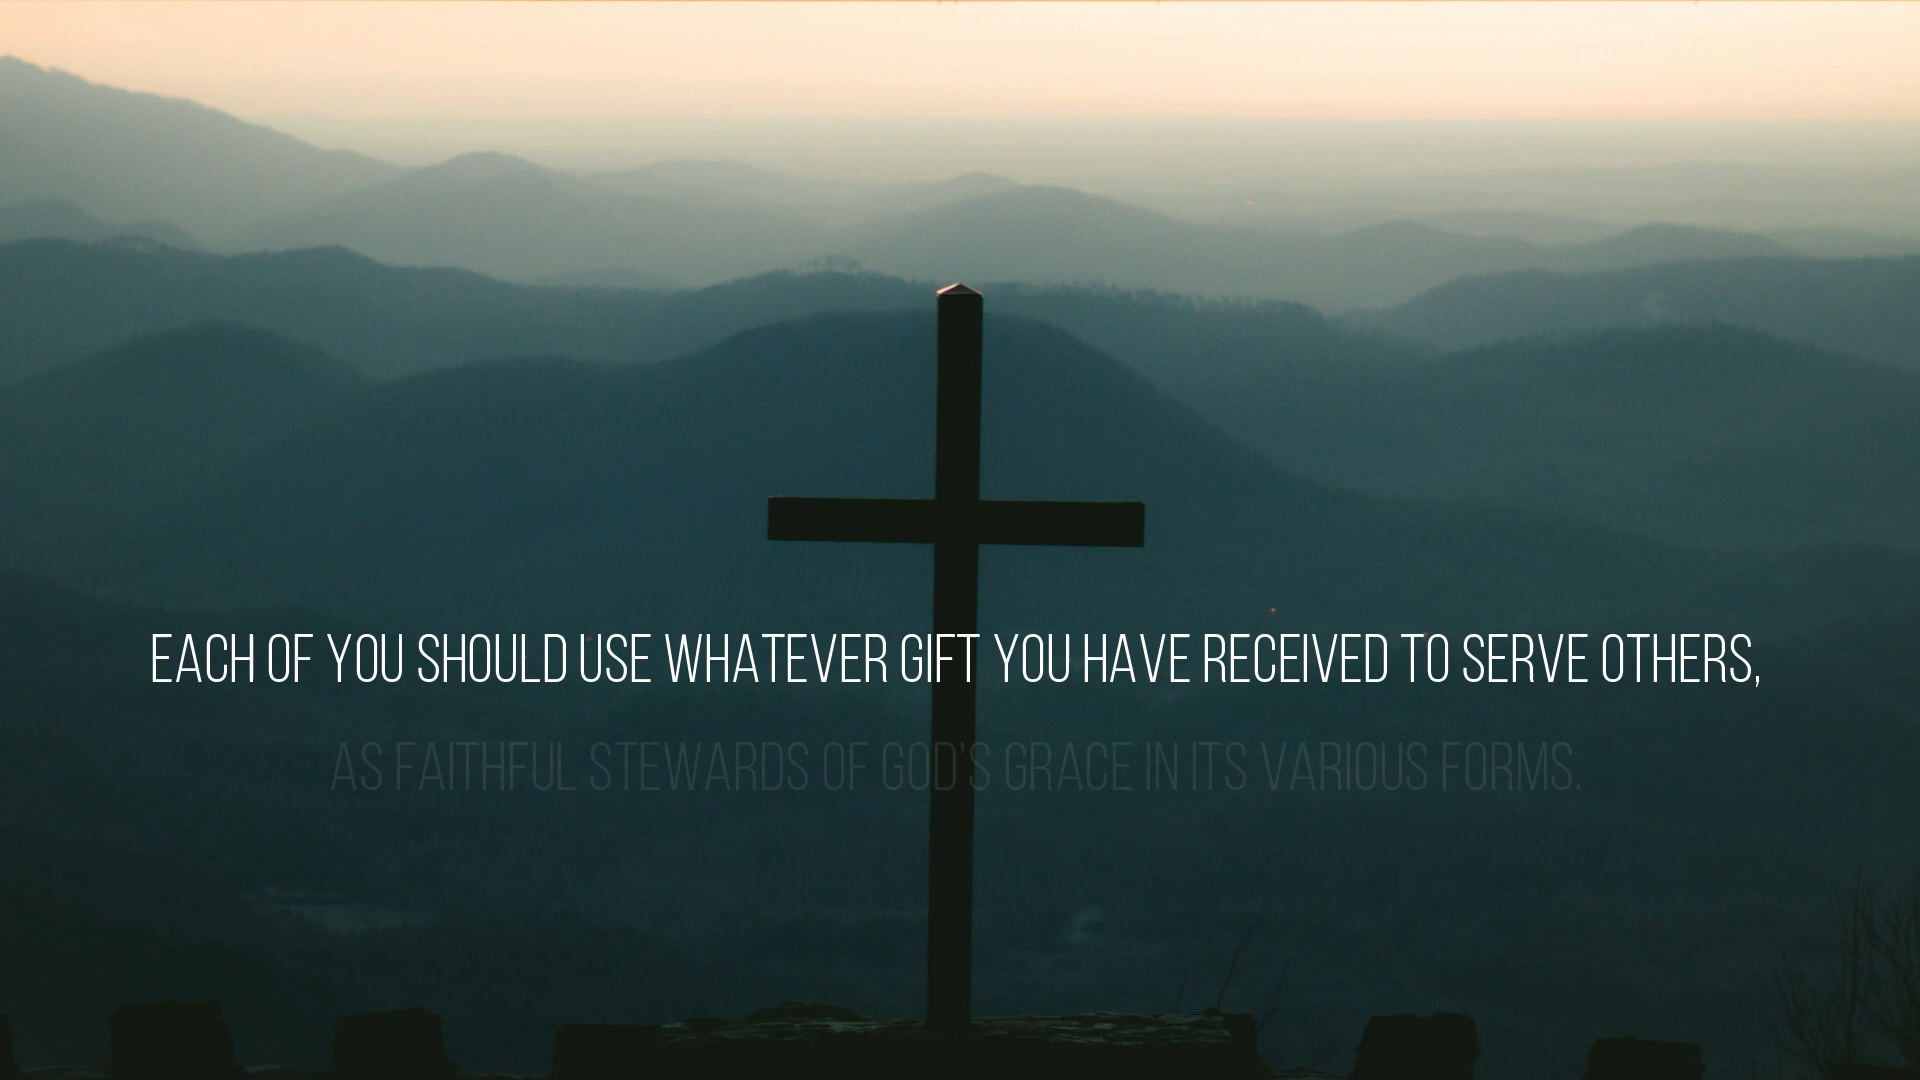 EACH OF YOU SHOULD USE WHATEVER GIFT YOU HAVE RECEIVED TO SERVE OTHERS,
AS FAITHFUL STEWARDS OF GOD'S GRACE IN ITS VARIOUS FORMS.